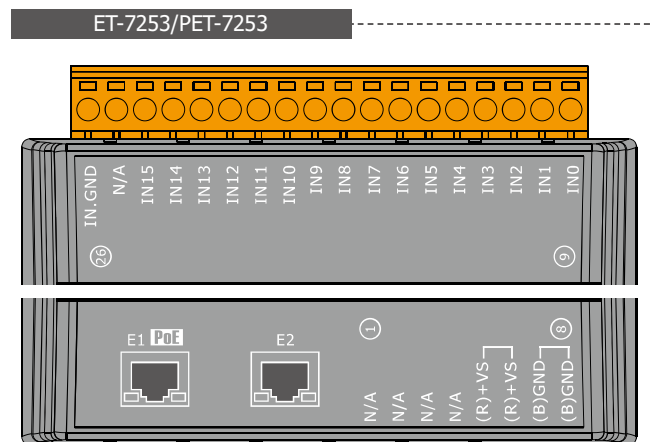 ET-7253/PET-7253
IN.GND
N/A
IN15
IN14
IN13
IN12
IN11
IN10
IN9
IN8
IN7
IN6
IN5
IN4
IN3
IN2
IN1
IN0
26
9
E1 PoE
E2
1
8
N/A
N/A
N/A
N/A
(R)+VS
(R)+VS
(B)GND
(B)GND